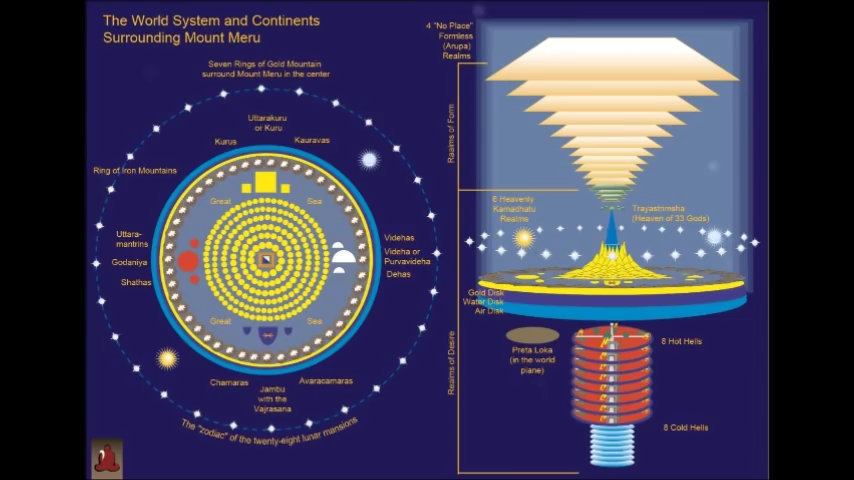 The World System and Continents
Surrounding Mount Meru
Seven Rings of Gold Mountain
surround Mount Meru in the center
Uttarakuru
or Kuru
Kurus
Kauravas
Ring of Iron Mountains
Great
Sea
Uttara-
mantrins
Godaniya
Shathas
Videhas
Videha or
Purvavideha
Dehas
Great
Sea
Chamaras
Avaracamaras
Jambu
with the
Vajrasana
The "zodiac" of the twenty-eight lunar mansions
4 "No Place"
Formless
(Arupa)
Realms
Realms of Form
6 Heavenly
Kamadhatu
Realms
Trayastrimsha
(Heaven of 33 Gods)
Gold Disk
Water Disk
Air Disk
Realms of Desire
Preta Loka
(in the world
plane)
8 Hot Hells
8 Cold Hells